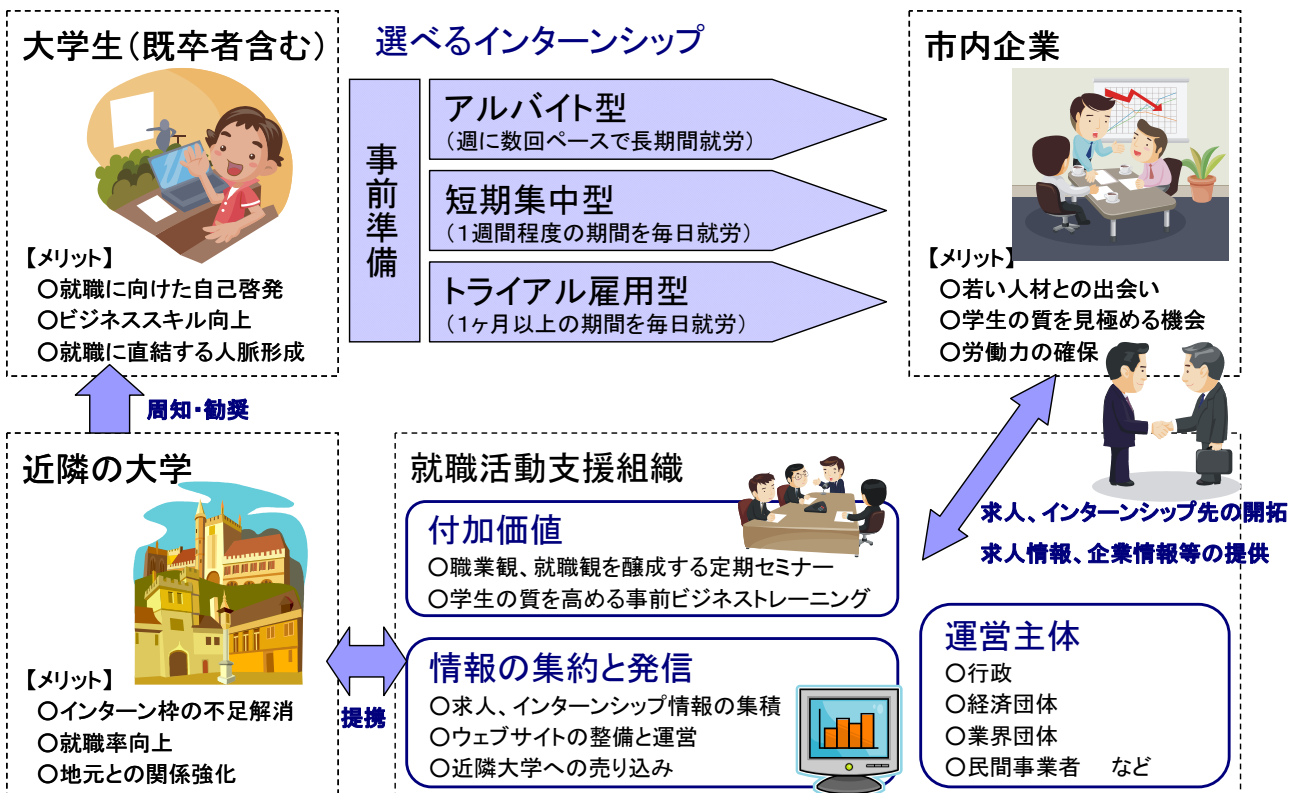 大学生(既卒者含む)
【メリット】
○就職に向けた自己啓発
○ビジネススキル向上
○就職に直結する人脈形成
選べるインターンシップ
事前準備
アルバイト型
(週に数回ペースで長期間就労)
短期集中型
(1週間程度の期間を毎日就労)
トライアル雇用型
(1ヶ月以上の期間を毎日就労)
市内企業
【メリット】
○若い人材との出会い
○学生の質を見極める機会
○労働力の確保
周知・勧奨
近隣の大学
【メリット】
○インターン枠の不足解消
○就職率向上
○地元との関係強化
提携
就職活動支援組織
付加価値
○職業観、就職観を醸成する定期セミナー
○学生の質を高める事前ビジネストレーニング
情報の集約と発信
○求人、インターンシップ情報の集積
○ウェブサイトの整備と運営
○近隣大学への売り込み
求人、インターンシップ先の開拓
求人情報、企業情報等の提供
運営主体
○行政
○経済団体
○業界団体
○民間事業者 など